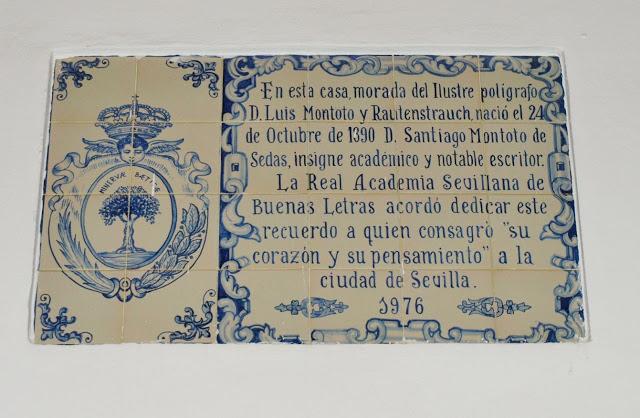 MINERVÆ BÆTICÆ
En esta casa, morada del Ilustre polígrafo
D. Luis Montoto y Rautenstrauch, nació el 24
de Octubre de 1390 D. Santiago Montoto de
Sedas, insigne académico y notable escritor.
La Real Academia Sevillana de
Buenas Letras acordó dedicar este
recuerdo a quien consagró "su
corazón y su pensamiento" a la
ciudad de Sevilla.
1976